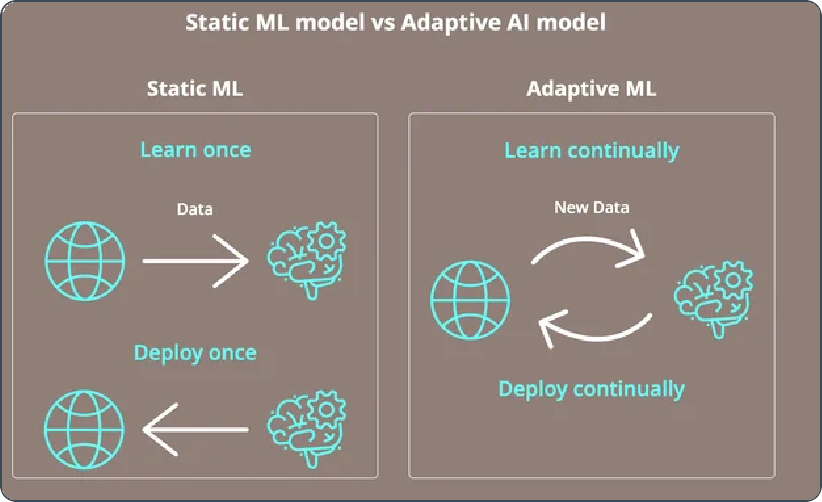 Static ML model vs Adaptive AI model
Static ML
Learn once
Data
Deploy once
Adaptive ML
Learn continually
New Data
Deploy continually